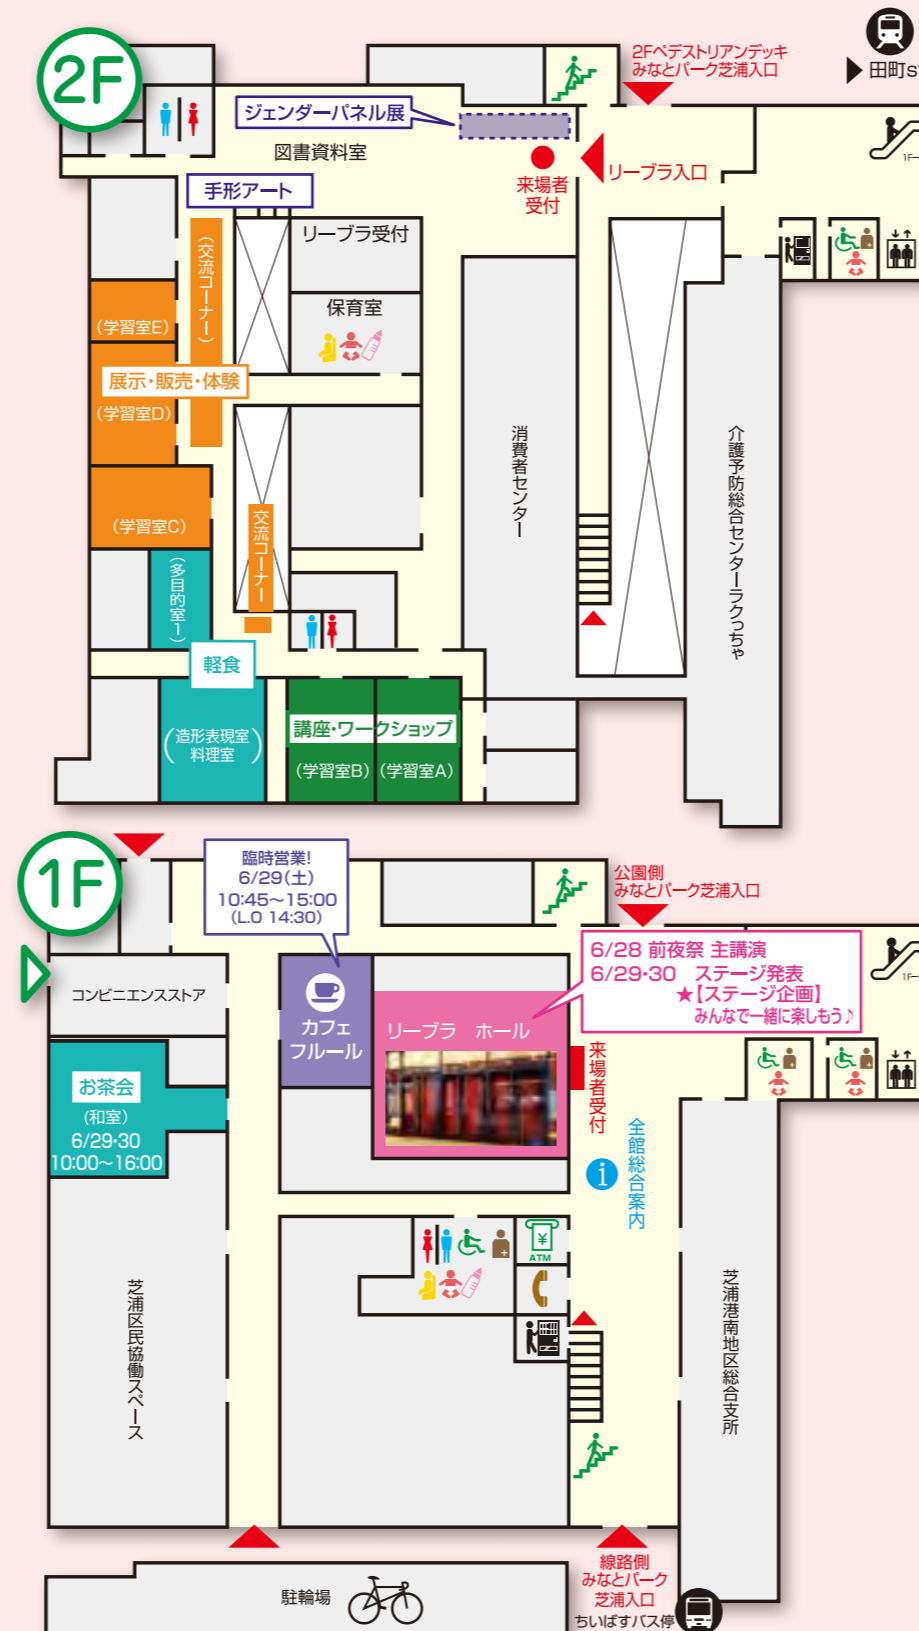 2F
2Fペデストリアンデッキ
みなとパーク芝浦入口
ジェンダーパネル展
図書資料室
来場者
受付
リーブラ入口
手形アート
(交流コーナー)
リーブラ受付
保育室
(学習室E)
展示・販売・体験
(学習室D)
(学習室C)
交流コーナー
(多目的室1)
消費者センター
介護予防総合センターラクっちゃ
軽食
(造形表現室
料理室)
講座・ワークショップ
(学習室B)
(学習室A)
1F
臨時営業!
6/29(土)
10:45〜15:00
(L.O 14:30)
公園側
みなとパーク芝浦入口
6/28 前夜祭 主講演
6/29・30 ステージ発表
★【ステージ企画】
みんなで一緒に楽しもう♪
コンビニエンスストア
カフェ
フルール
リーブラ ホール
来場者受付
お茶会
(和室)
6/29・30
10:00〜16:00
i
全館総合案内
¥
ATM
芝浦区民協働スペース
芝浦港南地区総合支所
線路側
みなとパーク
芝浦入口
駐輪場
ちいばすバス停